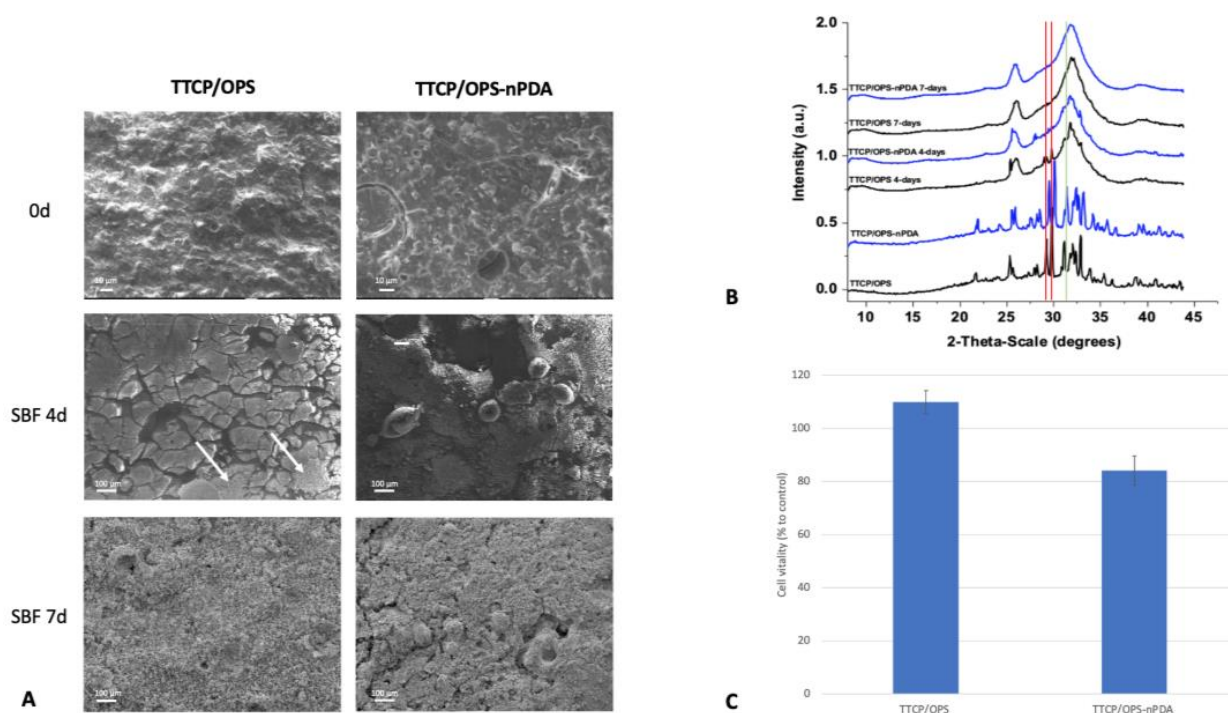 TTCP/OPS TTCP/OPS-nPDA
0d
10 µm 10 µm
SBF 4d
100 µm 100 µm
SBF 7d
100 µm 100 µm
A
2.0
1.5
1.0
0.5
0.0
Intensity (a.u.)
TTCP/OPS-nPDA 7-days
TTCP/OPS 7-days
TTCP/OPS-nPDA 4-days
TTCP/OPS 4-days
TTCP/OPS-nPDA
TTCP/OPS
10 15 20 25 30 35 40 45
2-Theta-Scale (degrees)
B
120
100
80
60
40
20
0
Cell vitality (% to control)
TTCP/OPS TTCP/OPS-nPDA
C